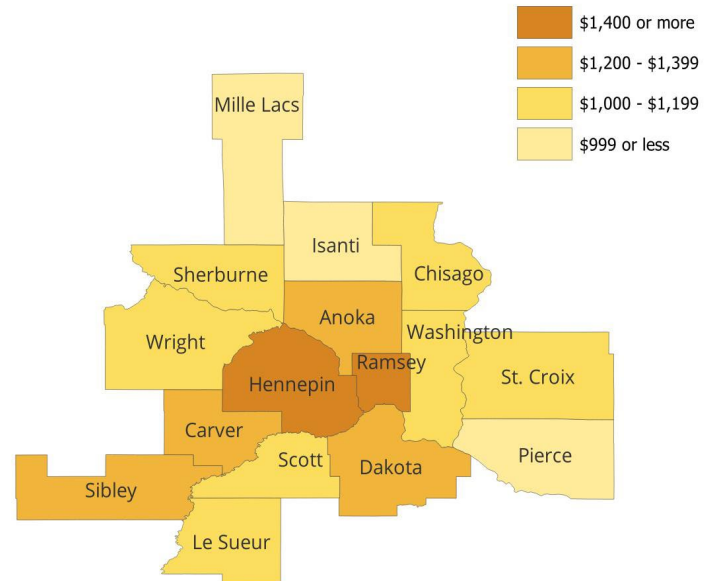 $1,400 or more
$1,200 - $1,399
$1,000 - $1,199
$999 or less
Mille Lacs
Isanti
Sherburne
Chisago
Anoka
Washington
Wright
Ramsey
Hennepin
St. Croix
Carver
Scott
Pierce
Dakota
Sibley
Le Sueur